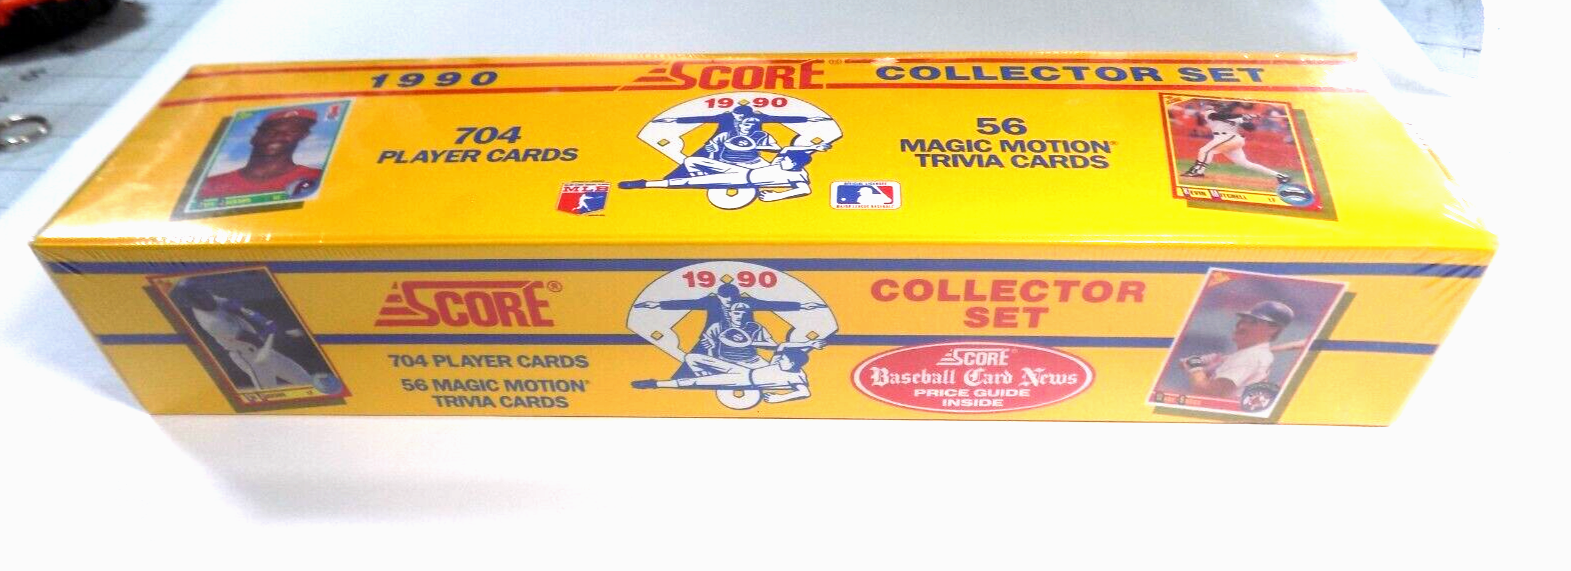 1990 SCORE® COLLECTOR SET
19 90
704
PLAYER CARDS
56
MAGIC MOTION®
TRIVIA CARDS
MLB
SCORE®
19 90
COLLECTOR
SET
704 PLAYER CARDS
56 MAGIC MOTION®
TRIVIA CARDS
SCORE®
Baseball Card News
PRICE GUIDE
INSIDE